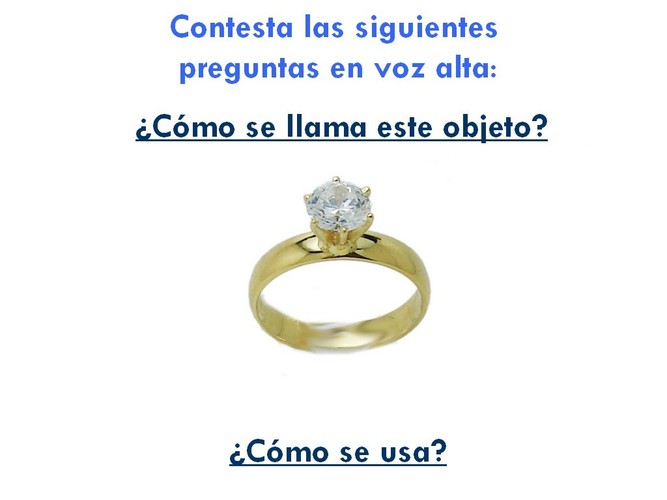 Contesta las siguientes
preguntas en voz alta:
¿Cómo se llama este objeto?
¿Cómo se usa?